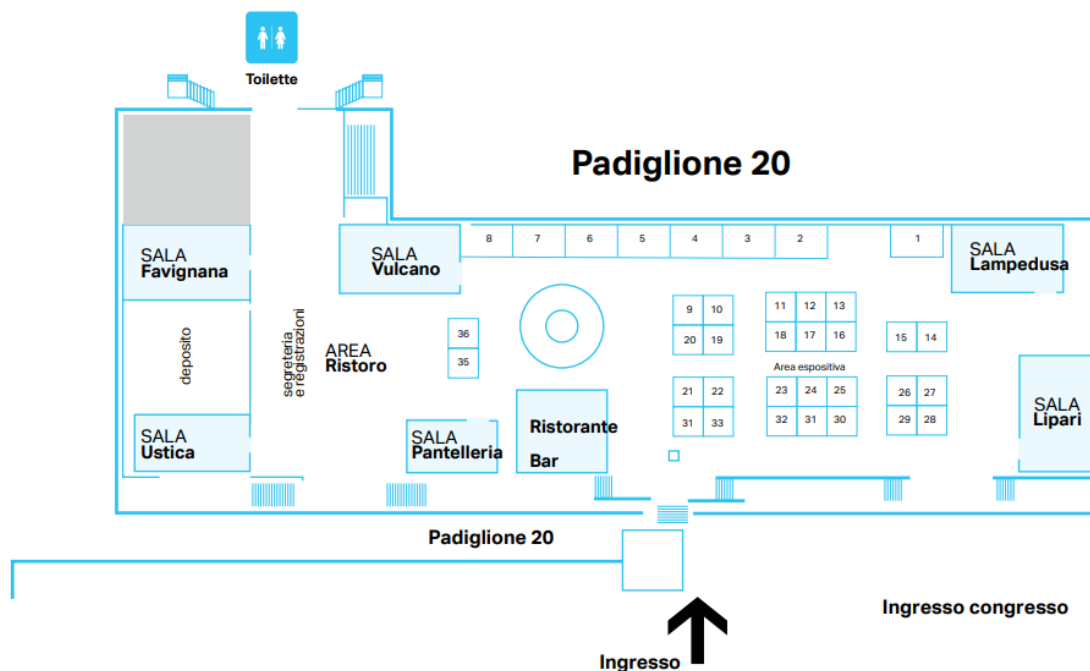 Toilette
Padiglione 20
8 7 6 5 4 3 2 1
SALA
Favignana
SALA
Vulcano
SALA
Lampedusa
9 10
20 19
11 12 13
18 17 16
15 14
36
35
deposito
segreteria
e registrazioni
AREA
Ristoro
Area espositiva
21 22
31 33
23 24 25
32 31 30
26 27
29 28
SALA
Lipari
SALA
Ustica
SALA
Pantelleria
Ristorante
Bar
Padiglione 20
Ingresso congresso
Ingresso